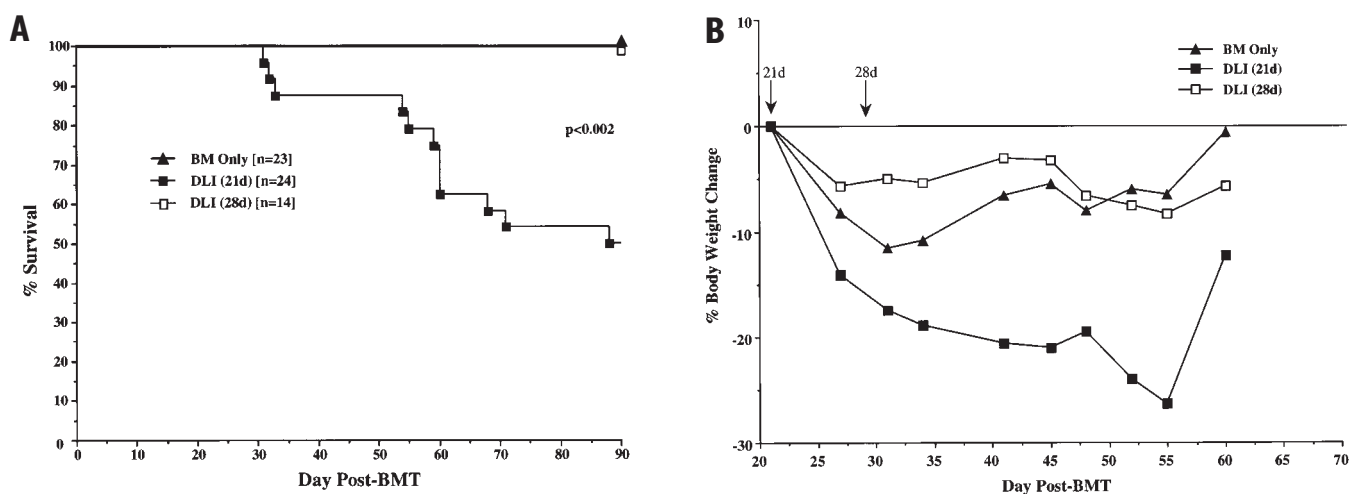 A
% Survival
100
90
80
70
60
50
40
30
20
10
0
0 10 20 30 40 50 60 70 80 90
Day Post-BMT
p<0.002
BM Only [n=23]
DLI (21d) [n=24]
DLI (28d) [n=14]
B
% Body Weight Change
10
0
-10
-20
-30
20 25 30 35 40 45 50 55 60 65 70
Day Post-BMT
21d 28d
BM Only
DLI (21d)
DLI (28d)